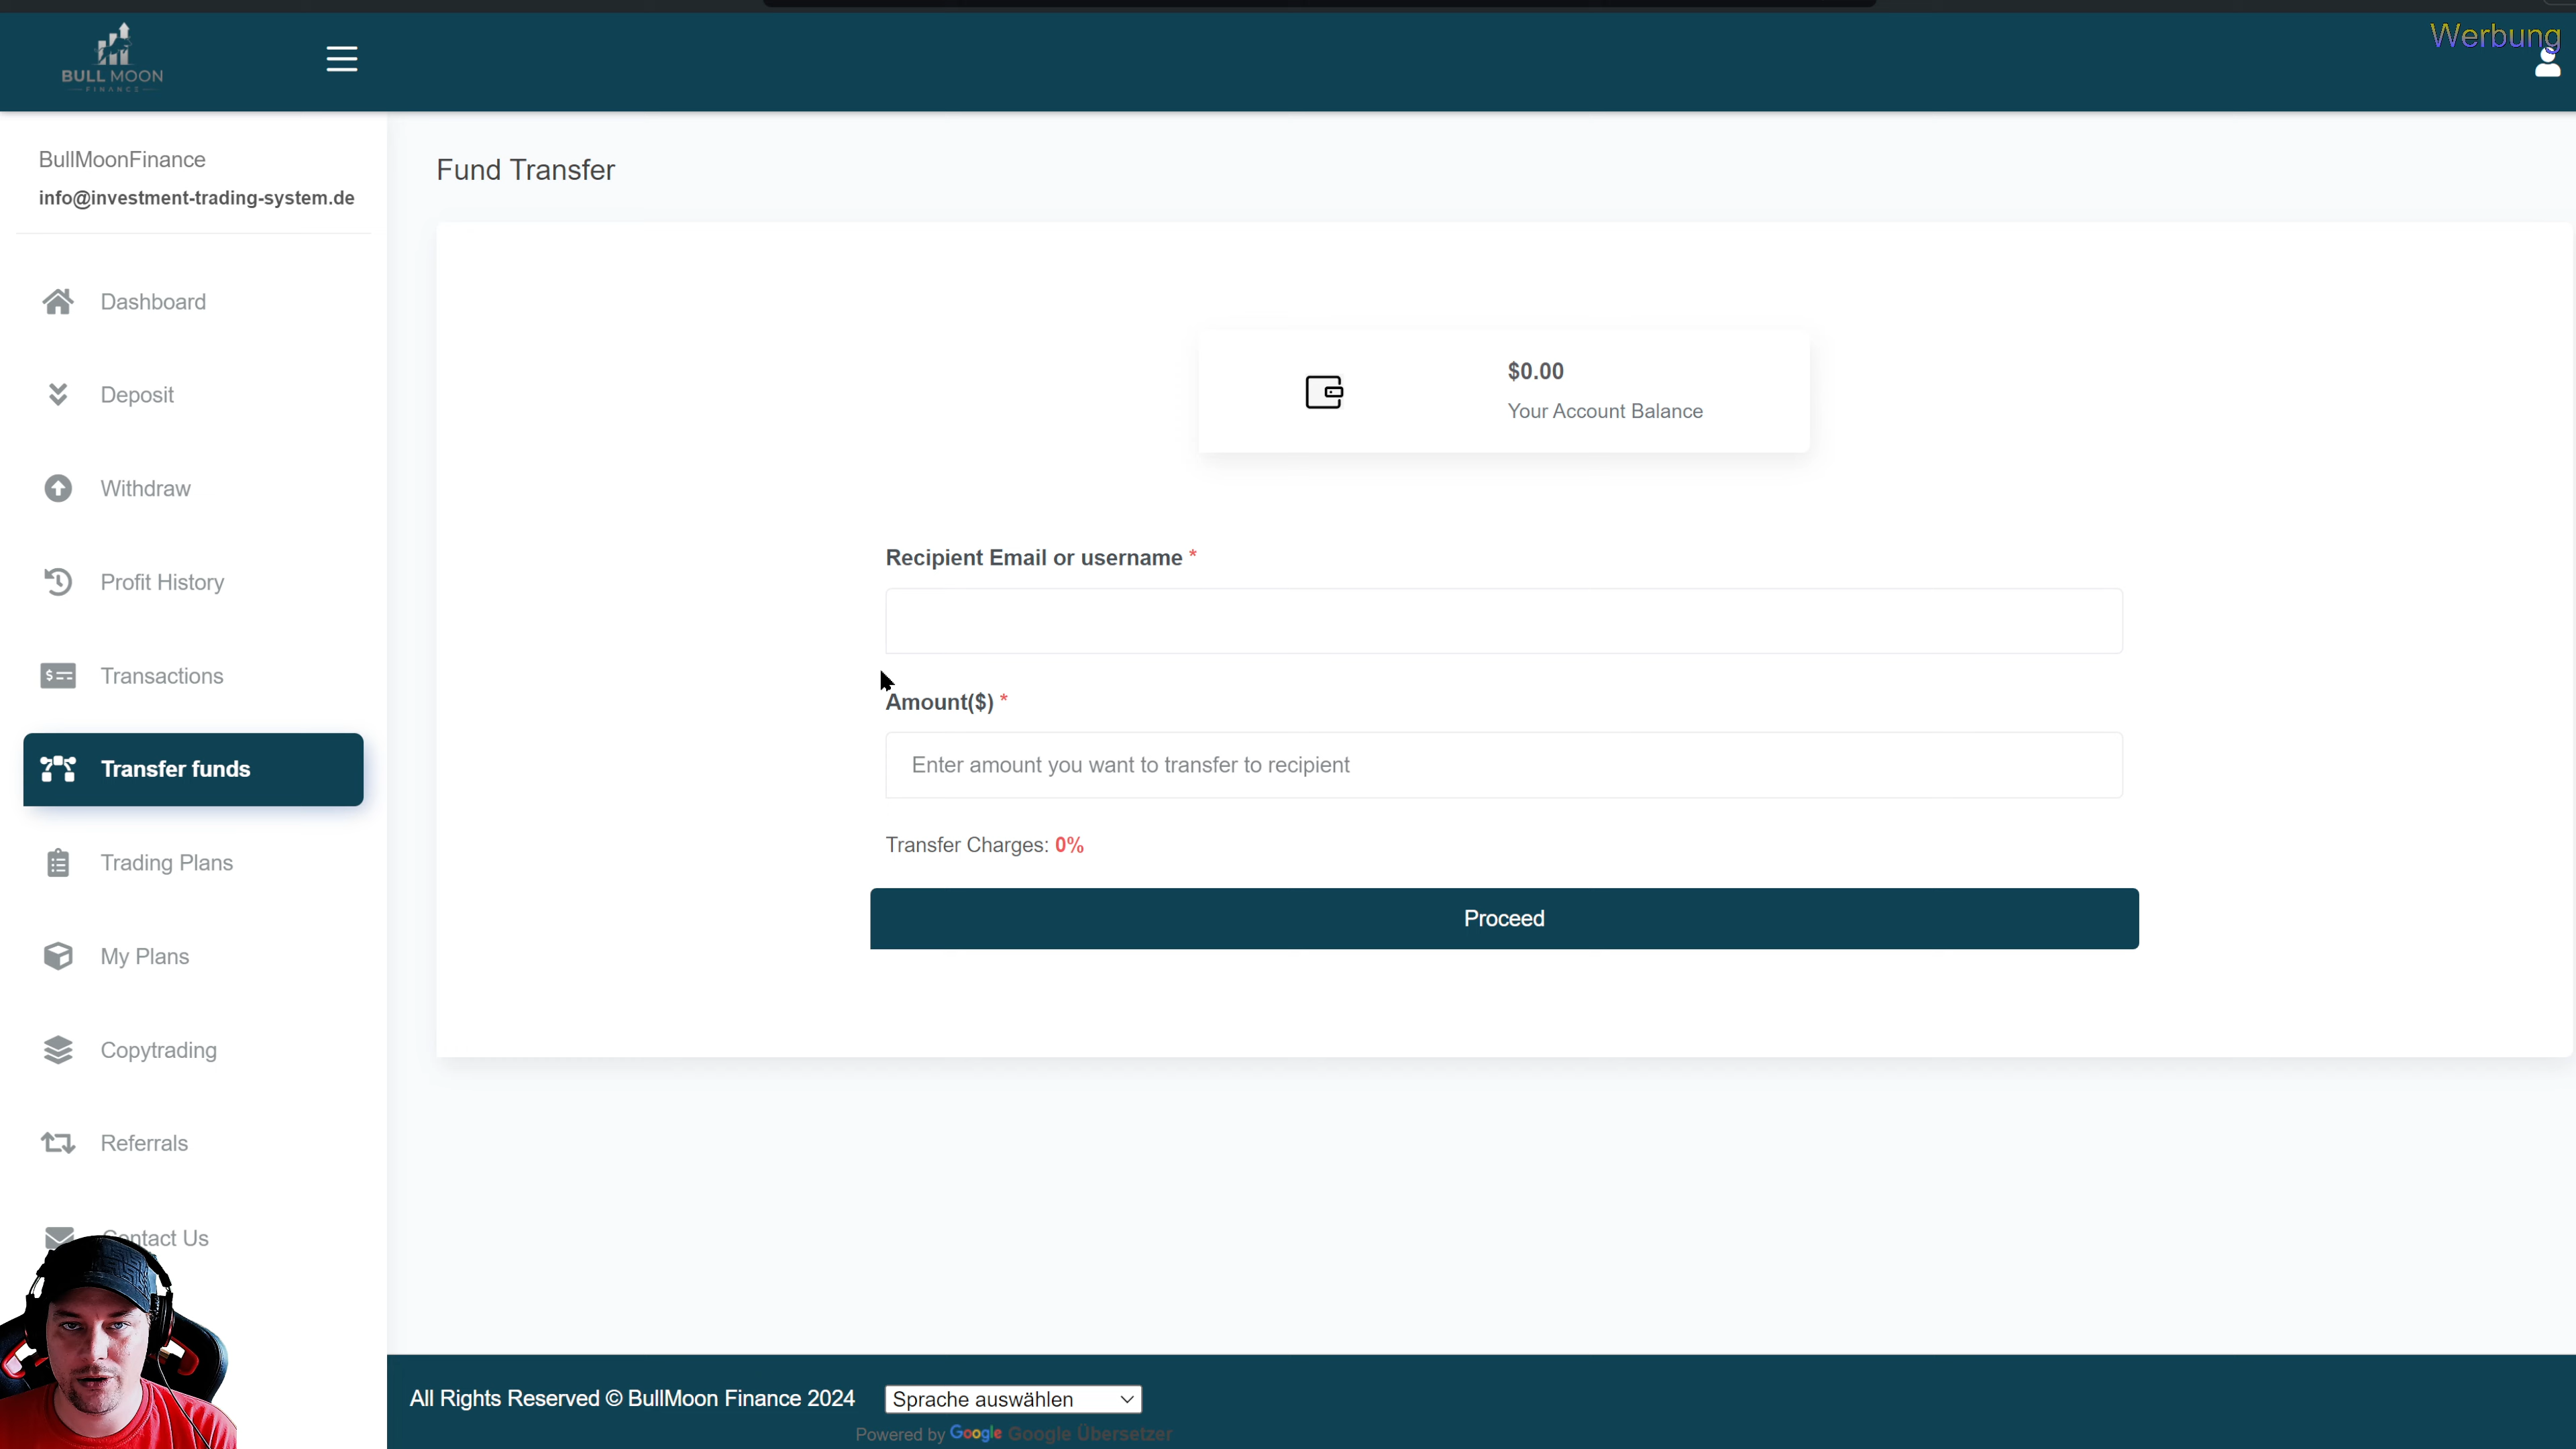 BULL MOON
FINANCE
Werbung
BullMoonFinance
info@investment-trading-system.de
Dashboard
Deposit
Withdraw
Profit History
Transactions
Transfer funds
Trading Plans
My Plans
Copytrading
Referrals
Contact Us
Fund Transfer
$0.00
Your Account Balance
Recipient Email or username *
Amount($) *
Enter amount you want to transfer to recipient
Transfer Charges: 0%
Proceed
All Rights Reserved © BullMoon Finance 2024
Sprache auswählen
Powered by Google Google Übersetzer